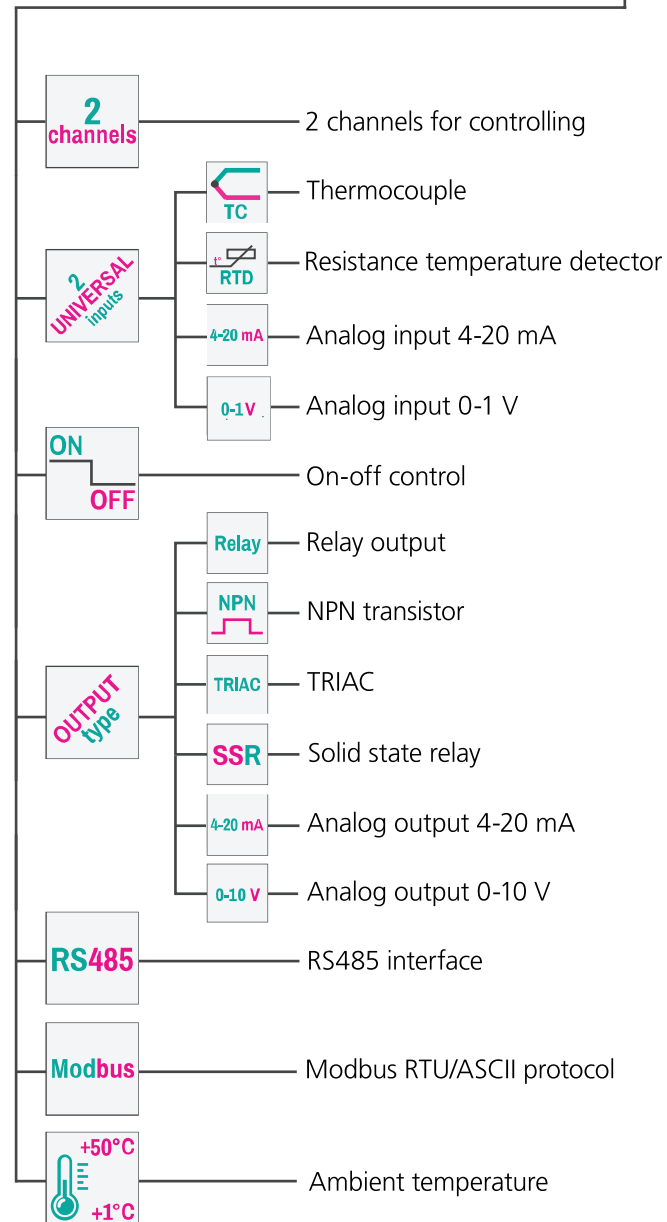 2
channels
2 channels for controlling
2
UNIVERSAL
inputs
TC
Thermocouple
t°
RTD
Resistance temperature detector
4-20 mA
Analog input 4-20 mA
0-1 V
Analog input 0-1 V
ON
OFF
On-off control
OUTPUT
type
Relay
Relay output
NPN
NPN transistor
TRIAC
TRIAC
SSR
Solid state relay
4-20 mA
Analog output 4-20 mA
0-10 V
Analog output 0-10 V
RS485
RS485 interface
Modbus
Modbus RTU/ASCII protocol
+50°C
+1°C
Ambient temperature